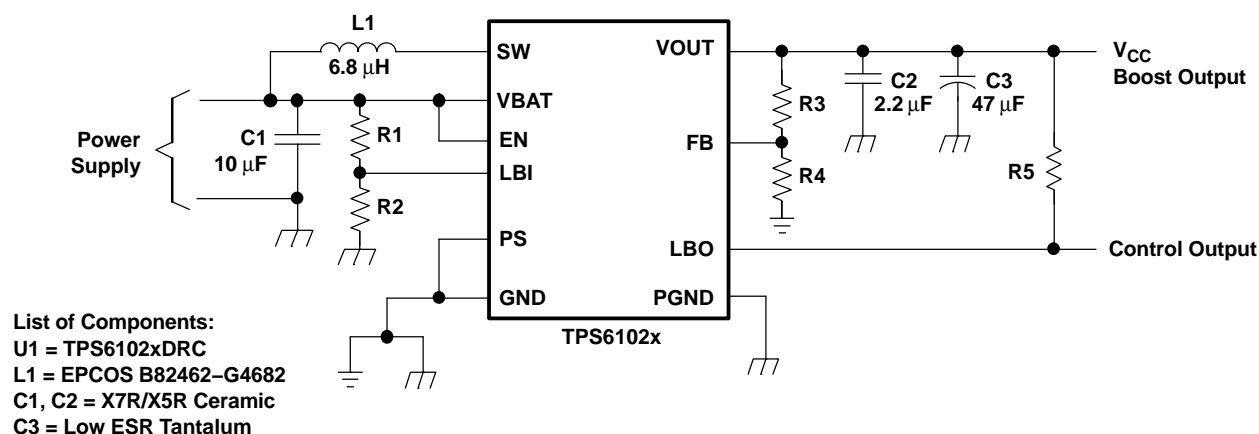 L1
6.8 μH
SW
VOUT
V_CC
Boost Output
C2
2.2 μF
C3
47 μF
R3
VBAT
Power
Supply
C1
10 μF
R1
EN
FB
LBI
R4
R5
R2
PS
LBO
Control Output
GND
PGND
TPS6102x
List of Components:
U1 = TPS6102xDRC
L1 = EPCOS B82462–G4682
C1, C2 = X7R/X5R Ceramic
C3 = Low ESR Tantalum